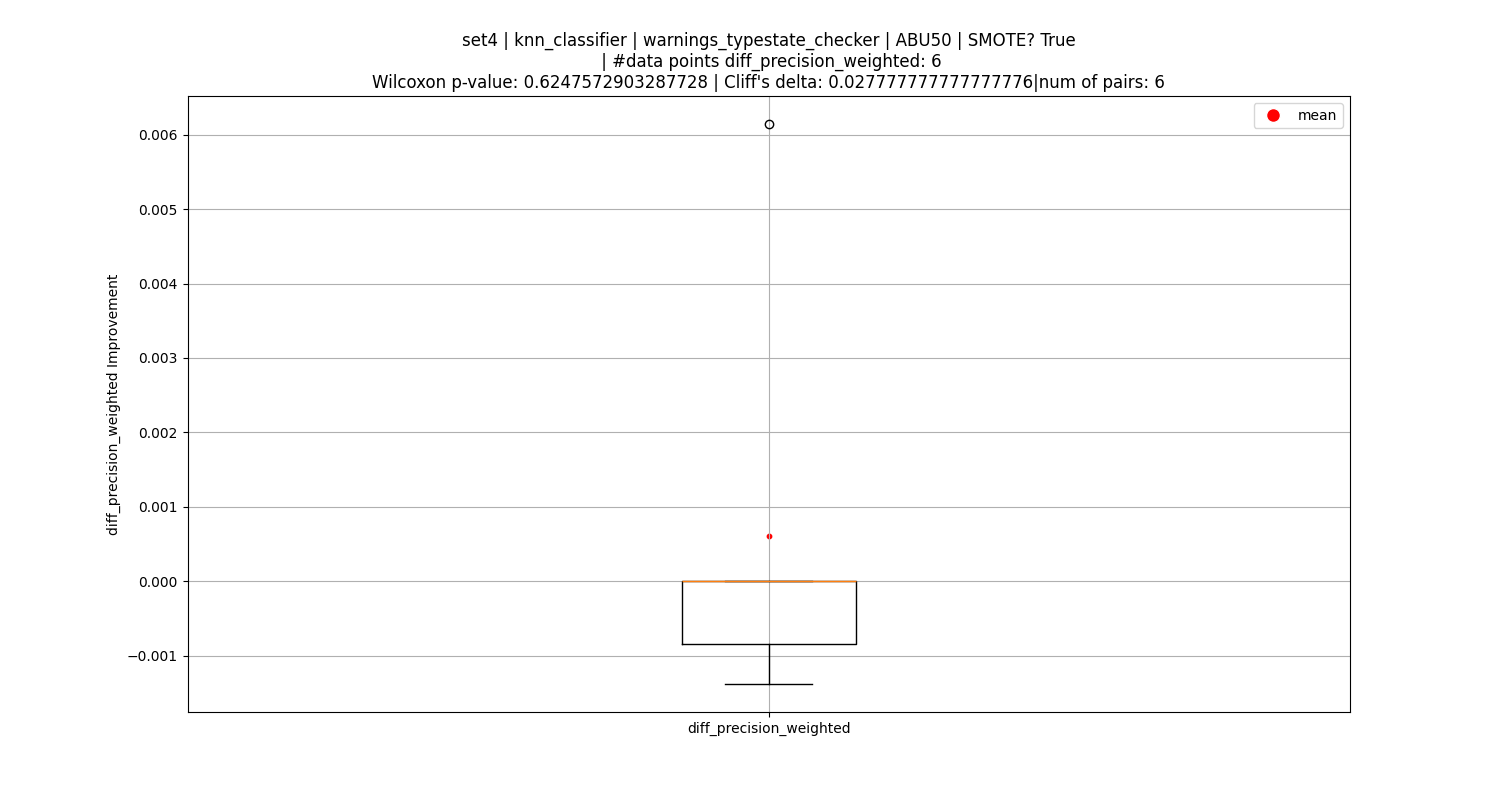 set4 | knn_classifier | warnings_typestate_checker | ABU50 | SMOTE? True
| #data points diff_precision_weighted: 6
Wilcoxon p-value: 0.6247572903287728 | Cliff's delta: 0.027777777777777776|num of pairs: 6
mean
0.006
0.005
0.004
0.003
0.002
0.001
0.000
−0.001
diff_precision_weighted Improvement
diff_precision_weighted